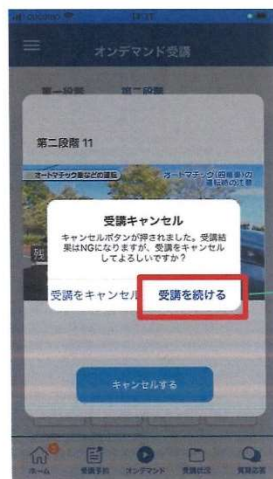 オンデマンド受講
第一段階 第二段階
第二段階 11
オートマチック車などの運転
オートマチック(四輪車)の
運転時の注意
残
受講キャンセル
キャンセルボタンが押されました。受講結
果はNGになりますが、受講をキャンセル
してよろしいですか?
受講をキャンセル 受講を続ける
キャンセルする
ホーム 受講予約 オンデマンド 受講状況 質疑応答